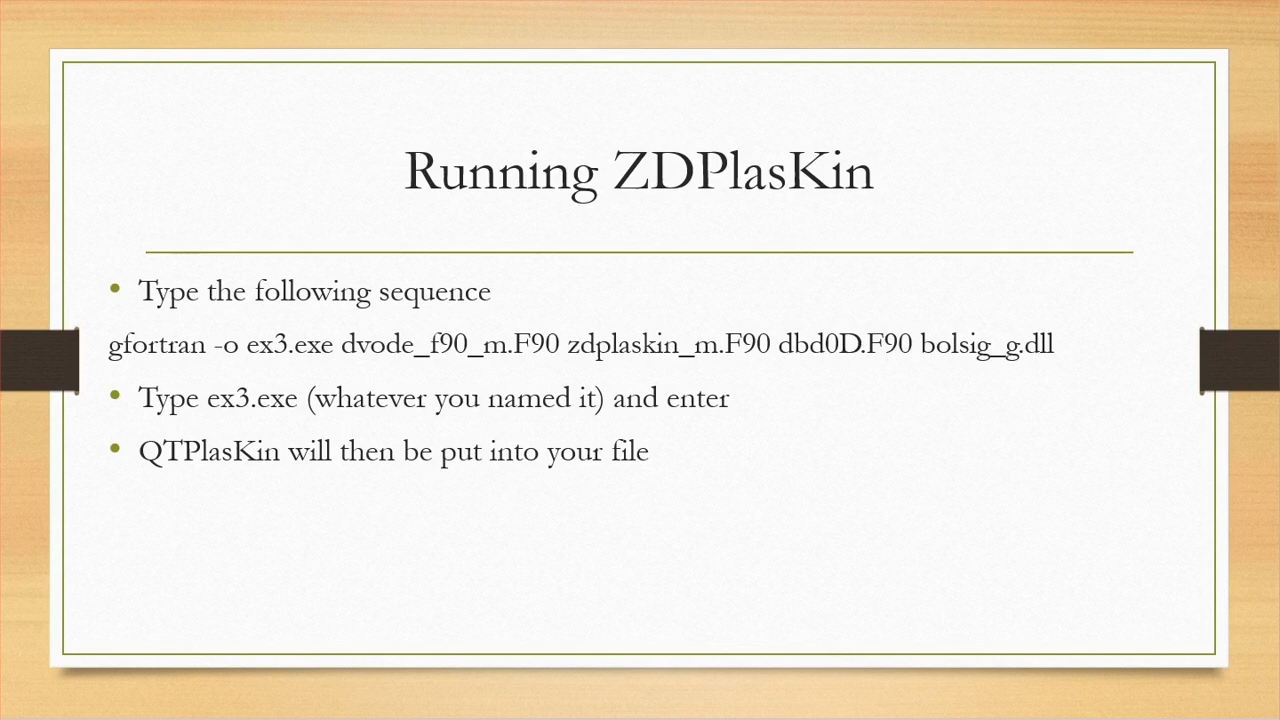 Running ZDPlasKin
• Type the following sequence
gfortran -o ex3.exe dvode_f90_m.F90 zdplaskin_m.F90 dbd0D.F90 bolsig_g.dll
• Type ex3.exe (whatever you named it) and enter
• QTPlasKin will then be put into your file